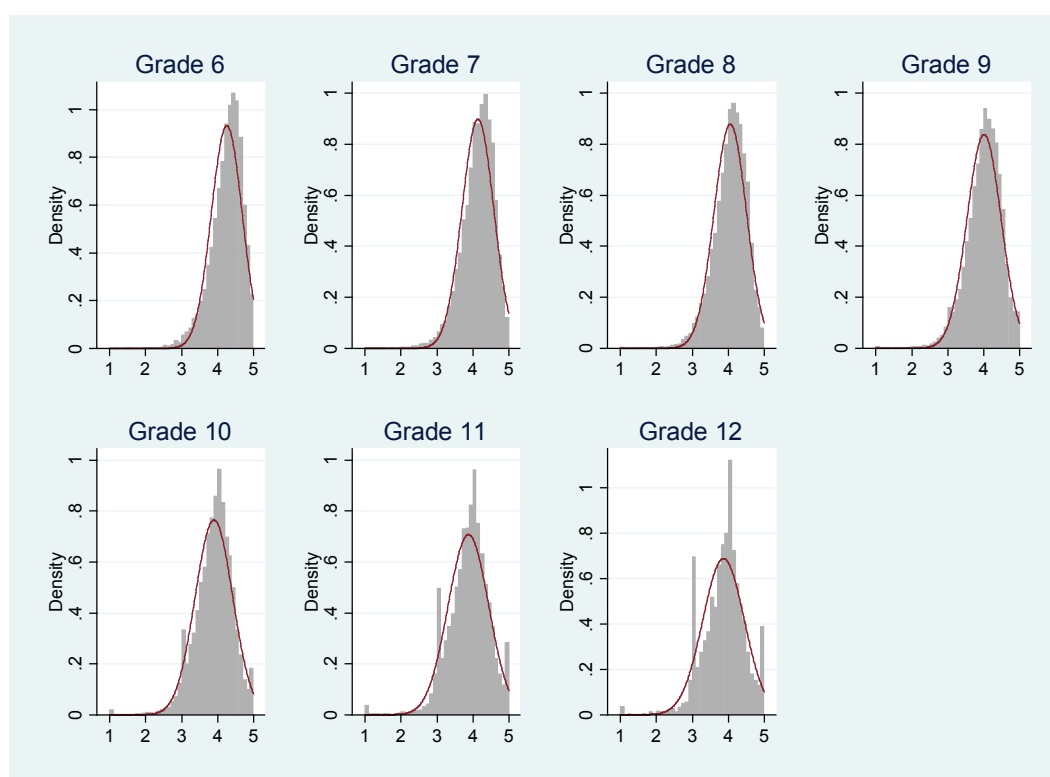 Grade 6
Grade 7
Grade 8
Grade 9
Density
0 .2 .4 .6 .8 1
1 2 3 4 5
Density
0 .2 .4 .6 .8 1
1 2 3 4 5
Density
0 .2 .4 .6 .8 1
1 2 3 4 5
Density
0 .2 .4 .6 .8 1
1 2 3 4 5
Grade 10
Grade 11
Grade 12
Density
0 .2 .4 .6 .8 1
1 2 3 4 5
Density
0 .2 .4 .6 .8 1
1 2 3 4 5
Density
0 .2 .4 .6 .8 1
1 2 3 4 5